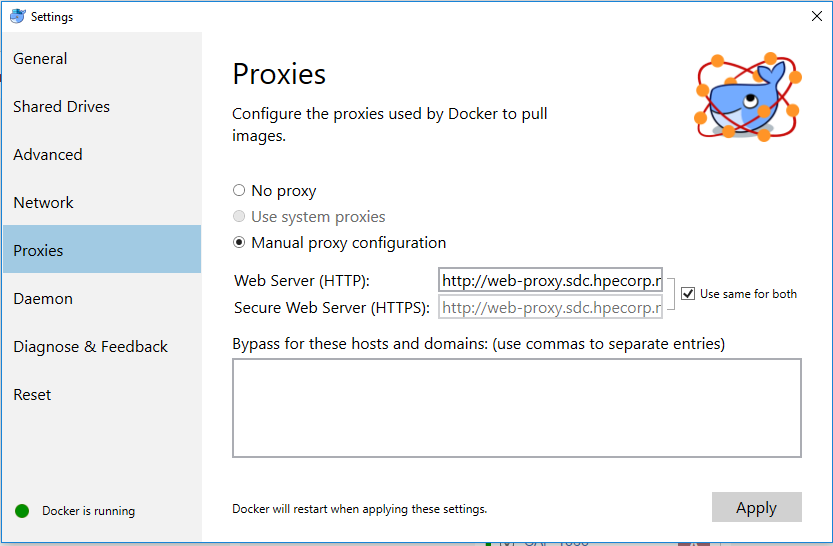 Settings
General
Shared Drives
Advanced
Network
Proxies
Daemon
Diagnose & Feedback
Reset
Docker is running
Proxies
Configure the proxies used by Docker to pull
images.
No proxy
Use system proxies
Manual proxy configuration
Web Server (HTTP): http://web-proxy.sdc.hpecorp.r
Secure Web Server (HTTPS): http://web-proxy.sdc.hpecorp.r
Use same for both
Bypass for these hosts and domains: (use commas to separate entries)
Docker will restart when applying these settings.
Apply